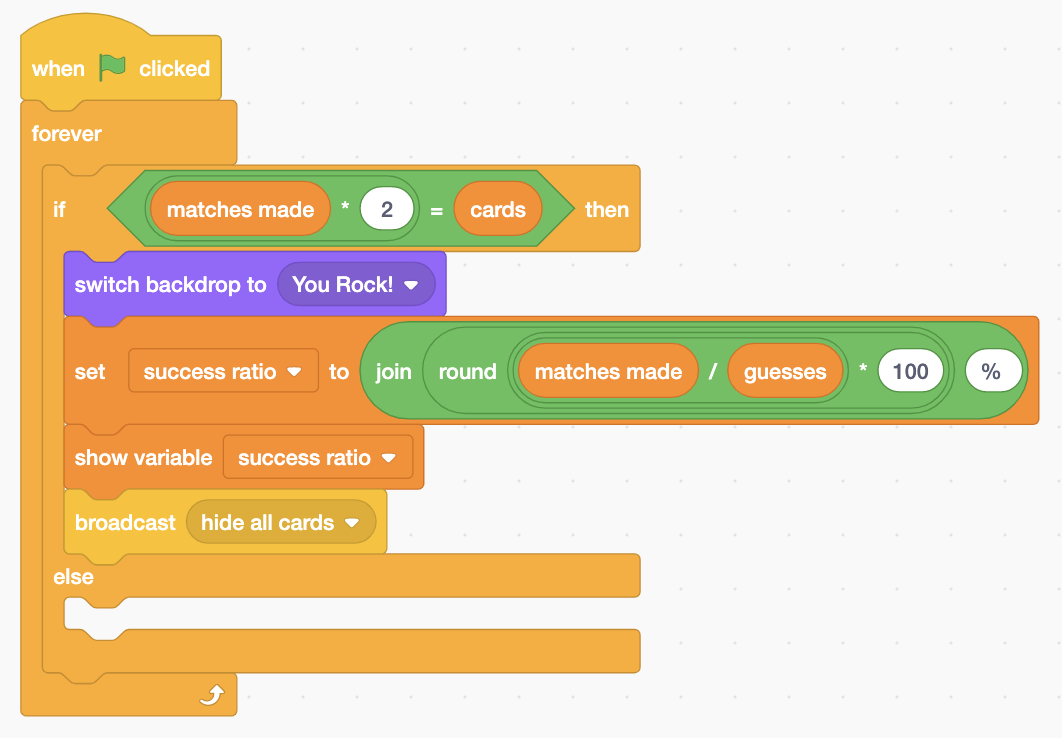 when clicked
forever
if matches made * 2 = cards then
switch backdrop to You Rock!
set success ratio to join round matches made / guesses * 100 %
show variable success ratio
broadcast hide all cards
else